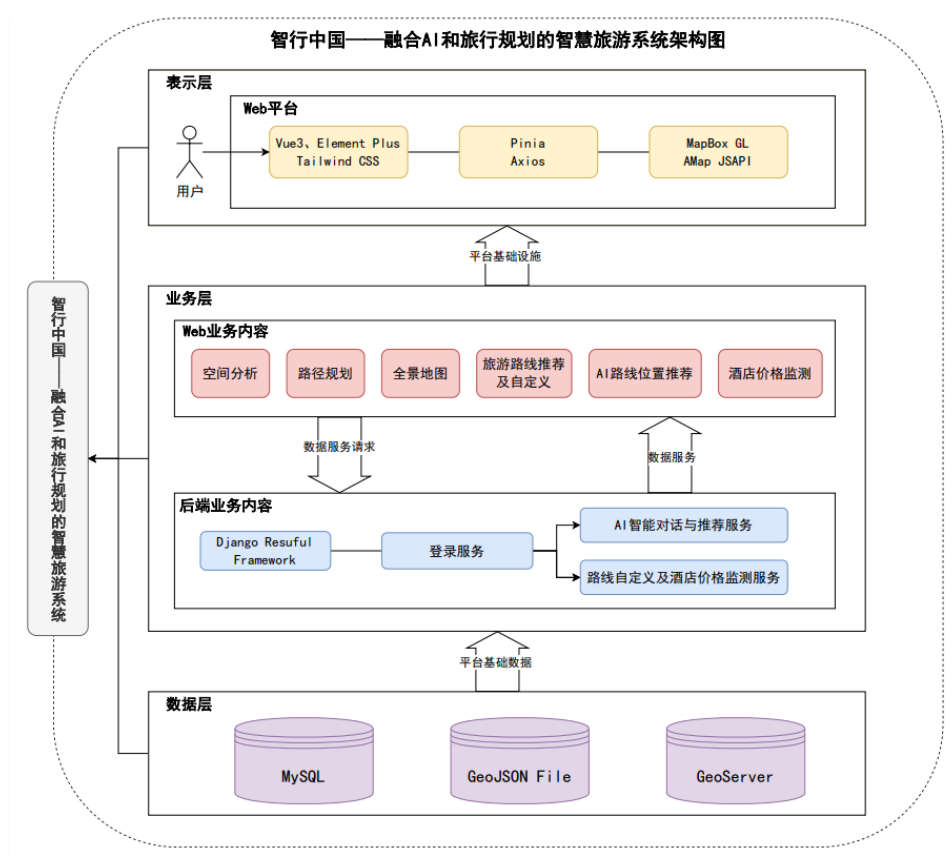 智行中国——融合AI和旅行规划的智慧旅游系统架构图
表示层
Web平台
Vue3、Element Plus
Tailwind CSS
Pinia
Axios
MapBox GL
AMap JSAPI
用户
平台基础设施
智行中国——融合AI和旅行规划的智慧旅游系统
业务层
Web业务内容
空间分析
路径规划
全景地图
旅游路线推荐
及自定义
AI路线位置推荐
酒店价格监测
数据服务请求
数据服务
后端业务内容
Django Resuful
Framework
登录服务
AI智能对话与推荐服务
路线自定义及酒店价格监测服务
平台基础数据
数据层
MySQL
GeoJSON File
GeoServer